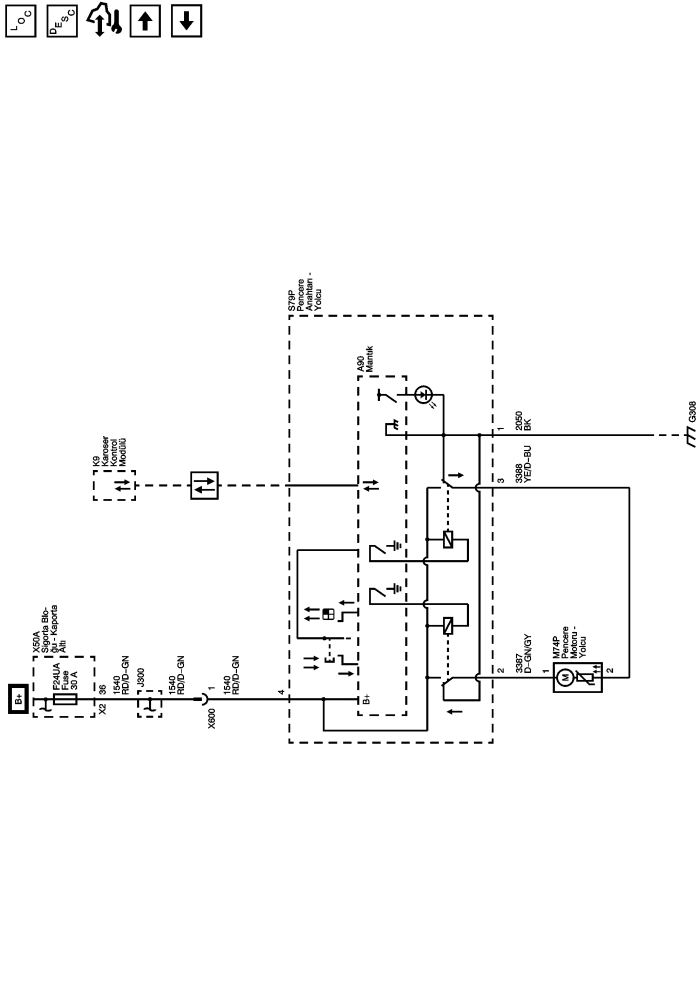 LOC
DESC
B+
X50A
Sigorta Blo-
ğu - Kaporta
Altı
F24UA
Fuse
30 A
X2
36
1540
RD/D–GN
J300
1540
RD/D–GN
X600
1
1540
RD/D–GN
4
K9
Karoser
Kontrol
Modülü
S79P
Pencere
Anahtarı -
Yolcu
A90
Mantık
B+
1
2050
BK
G308
3
3388
YE/D–BU
2
3387
D–GN/GY
M74P
Pencere
Motoru -
Yolcu
1
M
2